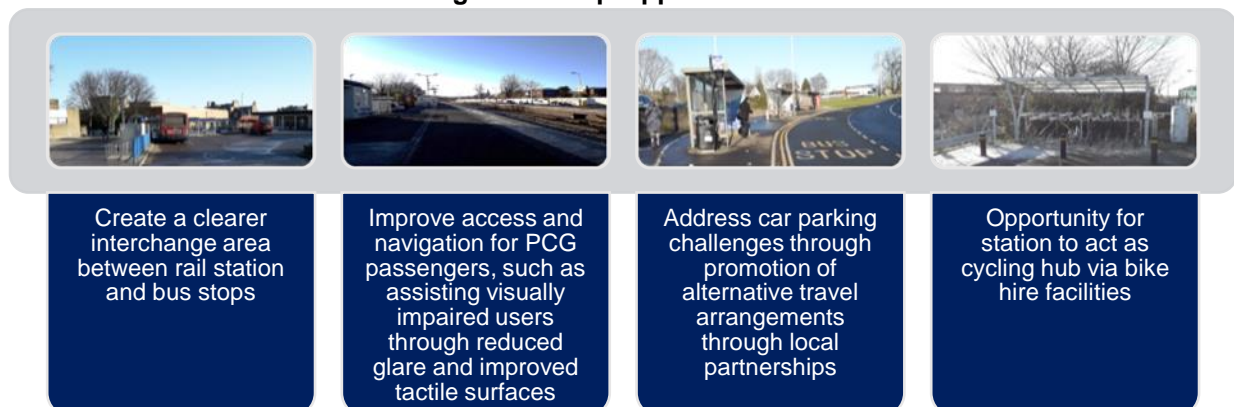 Create a clearer
interchange area
between rail station
and bus stops
Improve access and
navigation for PCG
passengers, such as
assisting visually
impaired users
through reduced
glare and improved
tactile surfaces
BUS
STOP
Address car parking
challenges through
promotion of
alternative travel
arrangements
through local
partnerships
Opportunity for
station to act as
cycling hub via bike
hire facilities